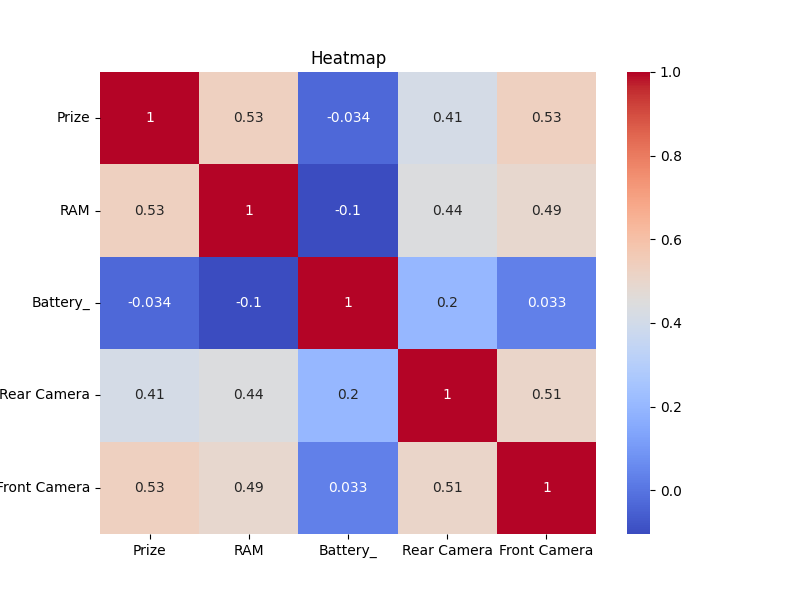 Heatmap
Prize 1 0.53 -0.034 0.41 0.53
RAM 0.53 1 -0.1 0.44 0.49
Battery_ -0.034 -0.1 1 0.2 0.033
Rear Camera 0.41 0.44 0.2 1 0.51
Front Camera 0.53 0.49 0.033 0.51 1
Prize RAM Battery_ Rear Camera Front Camera
1.0
0.8
0.6
0.4
0.2
0.0